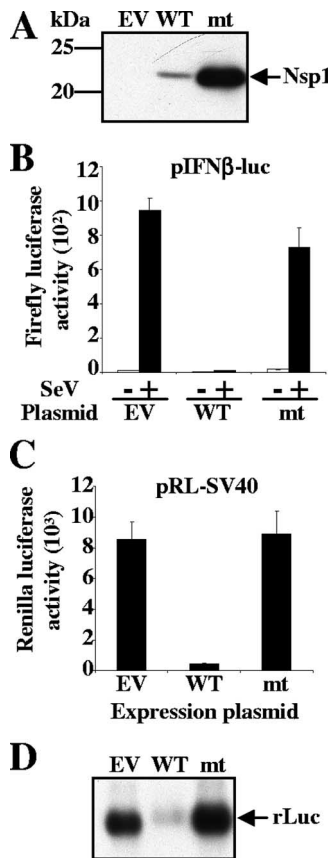 A
kDa EV WT mt
25
20
Nsp1
B
pIFNβ-luc
Firefly luciferase
activity (10²)
12
10
8
6
4
2
0
SeV - + - + - +
Plasmid EV WT mt
C
pRL-SV40
Renilla luciferase
activity (10³)
12
10
8
6
4
2
0
EV WT mt
Expression plasmid
D
EV WT mt
rLuc